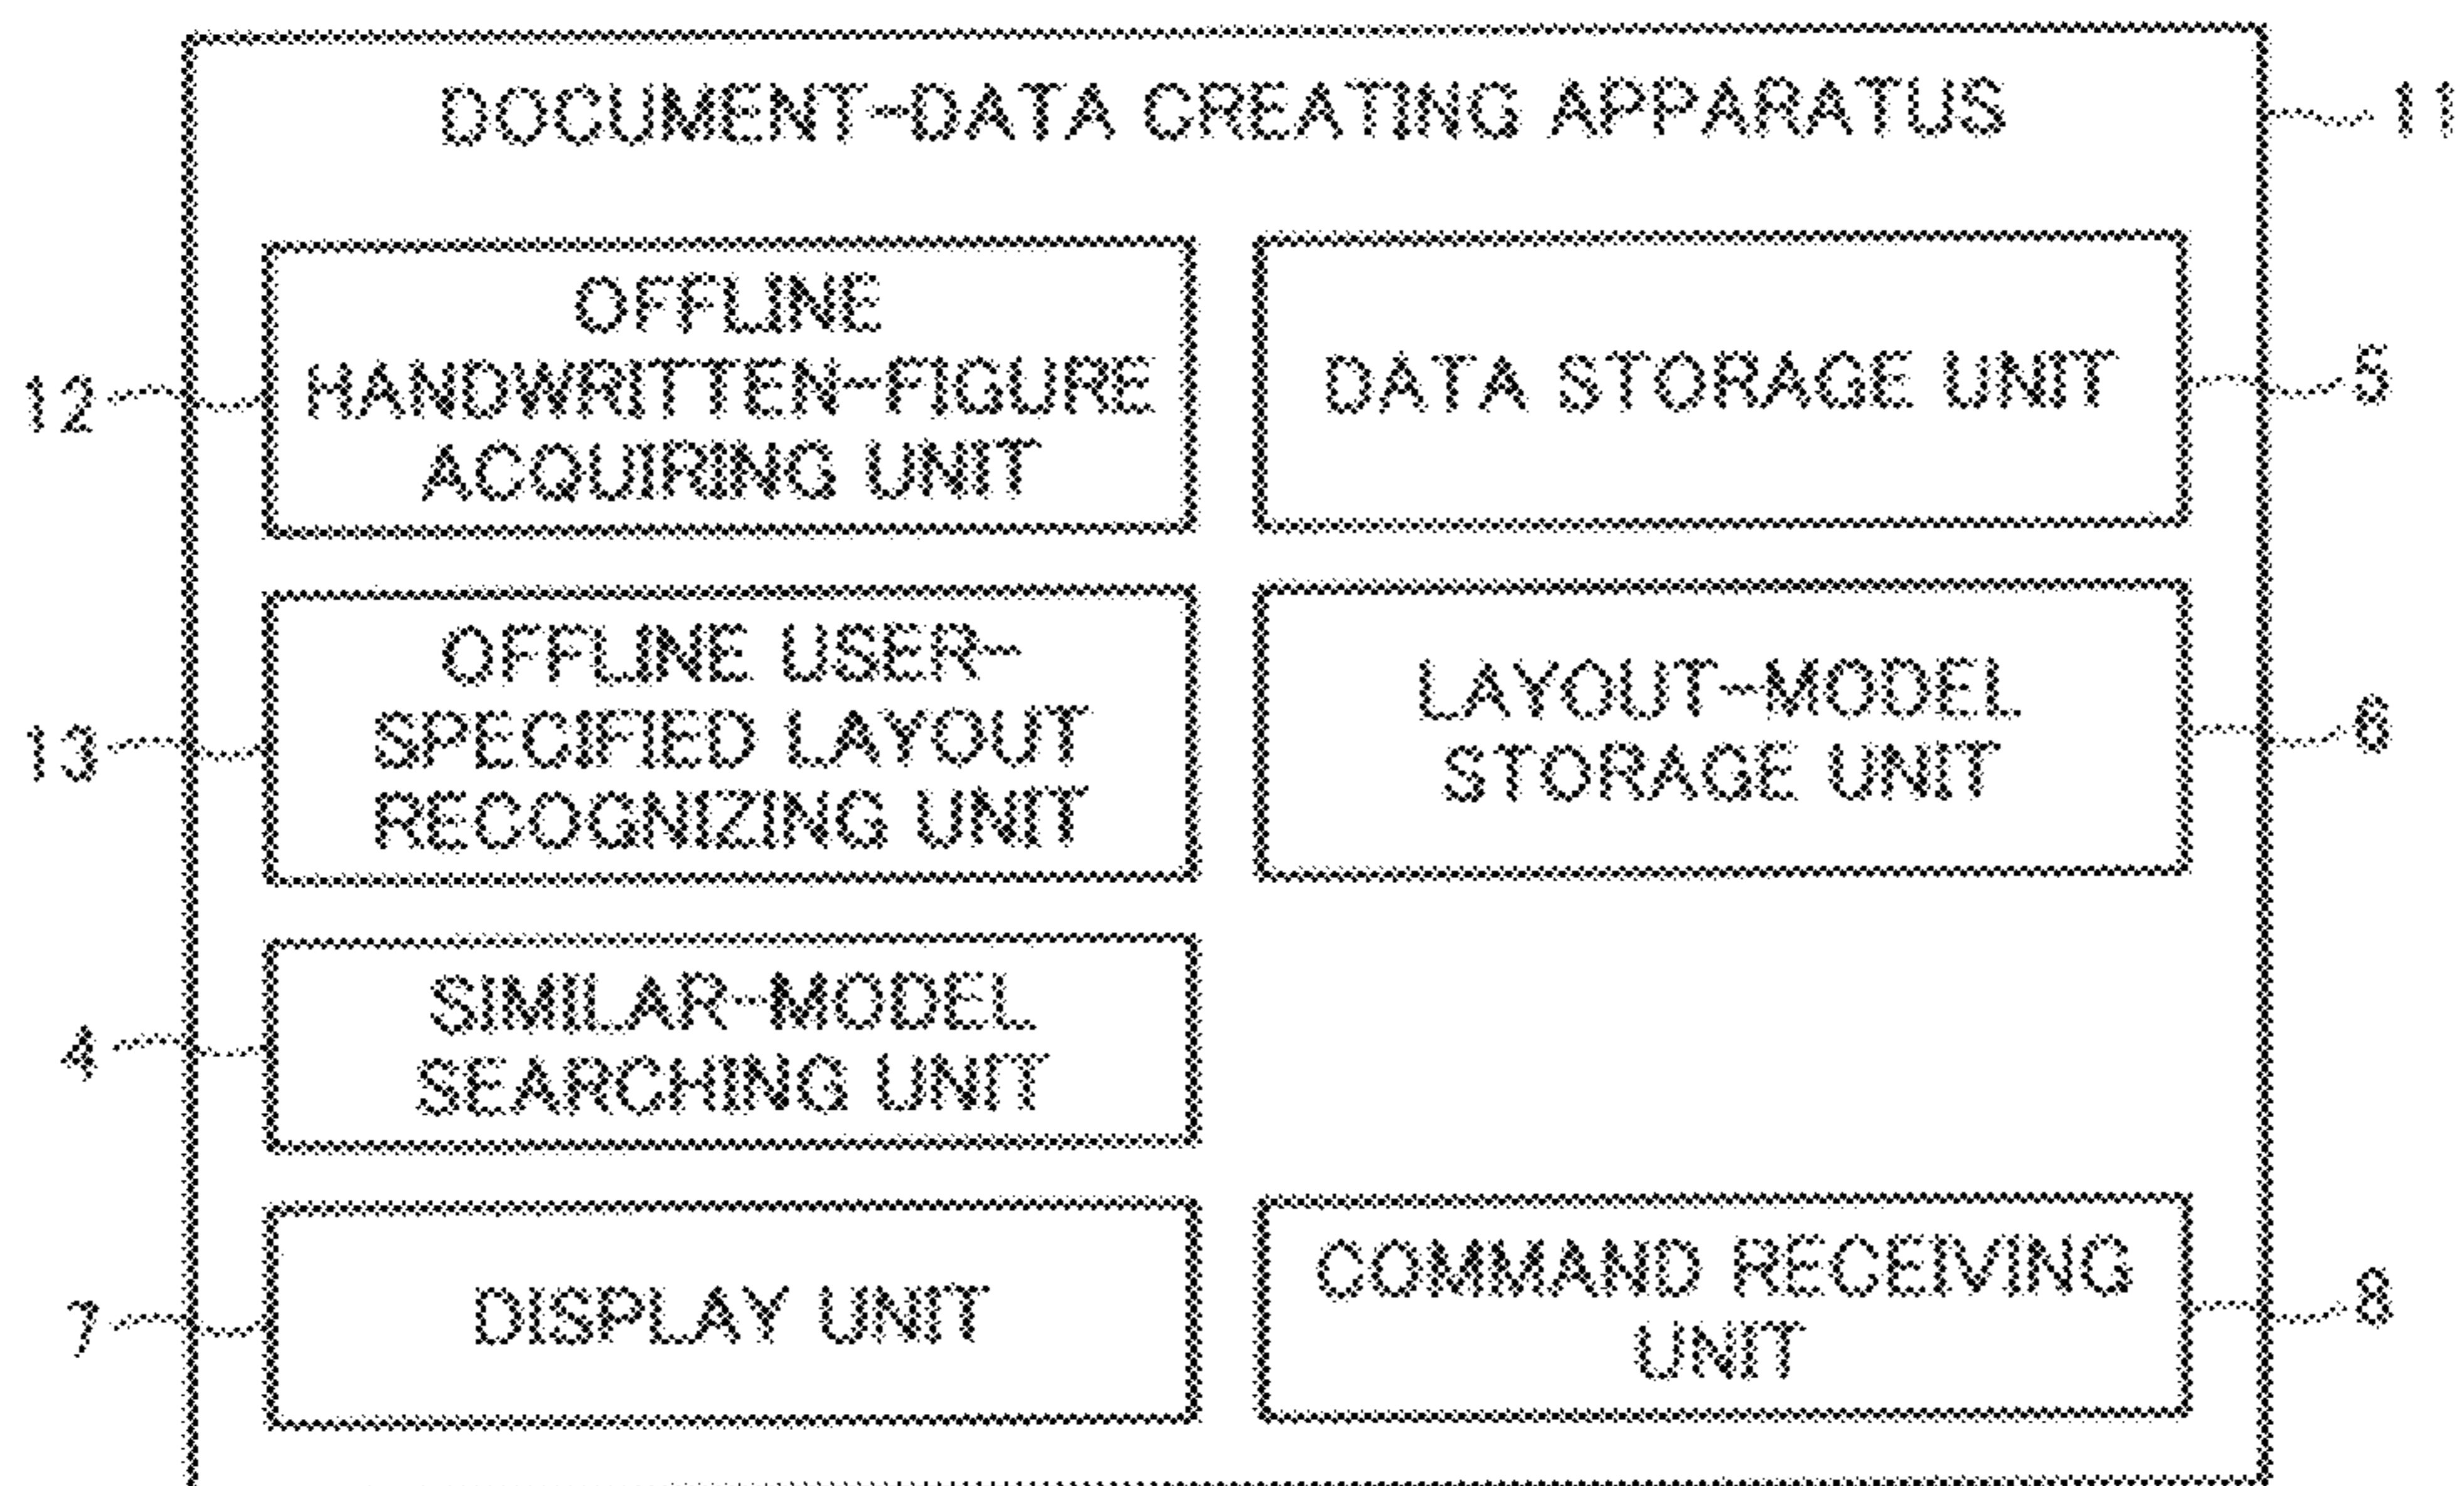 DOCUMENT-DATA CREATING APPARATUS
11
12
OFFLINE
HANDWRITTEN-FIGURE
ACQUIRING UNIT
DATA STORAGE UNIT
5
13
OFFLINE USER-
SPECIFIED LAYOUT
RECOGNIZING UNIT
LAYOUT-MODEL
STORAGE UNIT
6
4
SIMILAR-MODEL
SEARCHING UNIT
7
DISPLAY UNIT
COMMAND RECEIVING
UNIT
8